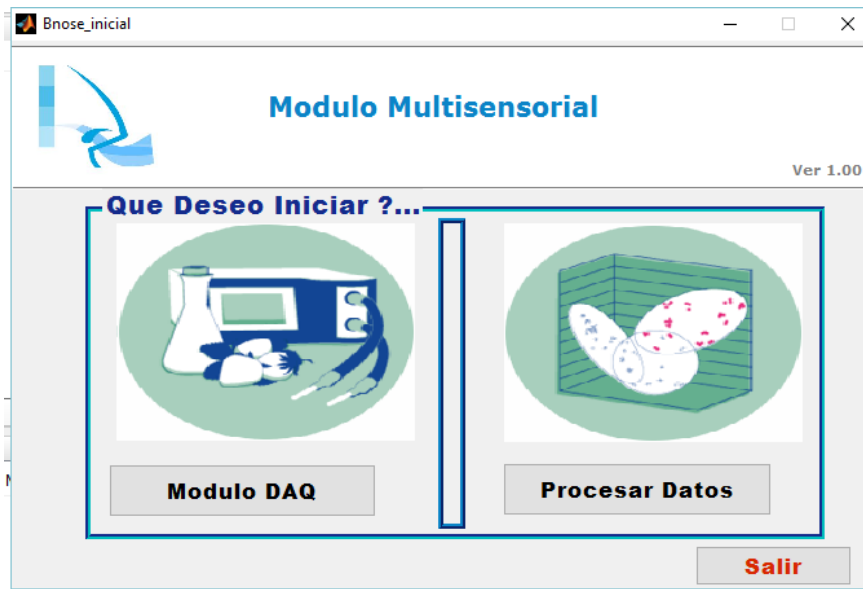 Bnose_inicial
Modulo Multisensorial
Ver 1.00
Que Deseo Iniciar ?...
Modulo DAQ
Procesar Datos
Salir